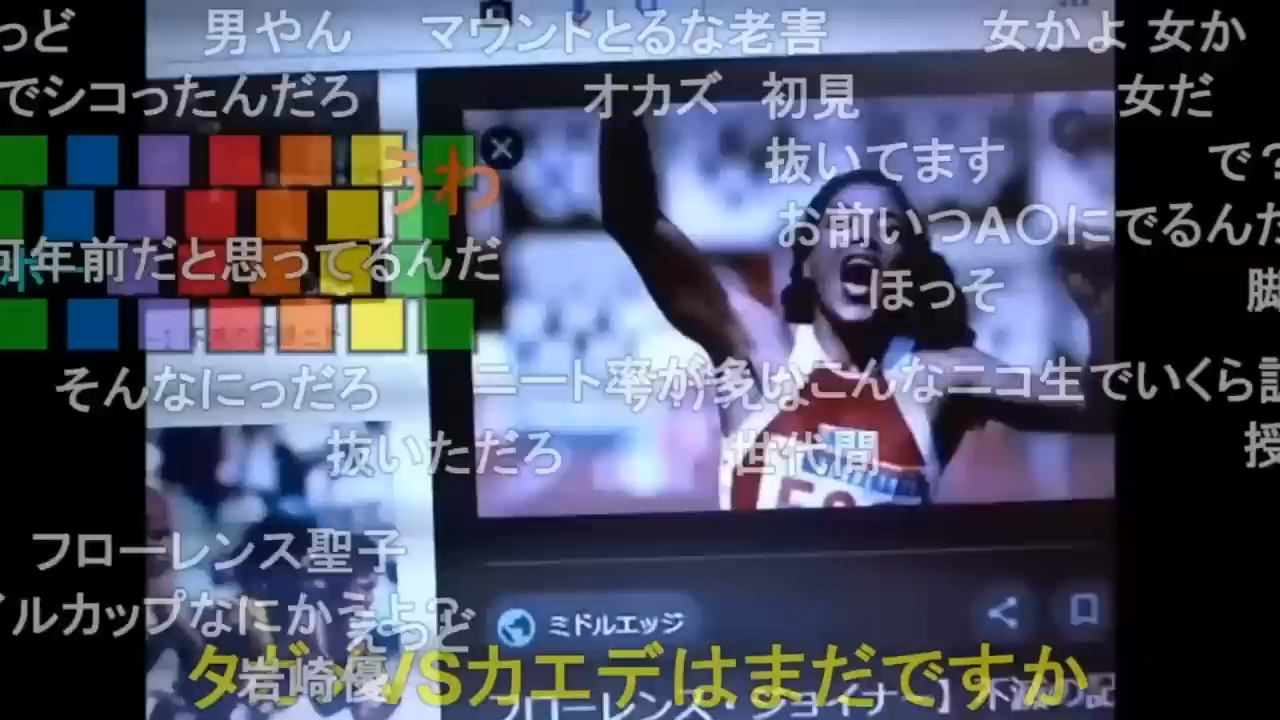 っど 男やん マウントとるな老害 女かよ 女か
でシコったんだろ オカズ 初見 女だ
うわ 抜いてます で?
お前いつA〇にでるんだ
何年前だと思ってるんだ ほっそ 脚
そんなにっだろ ニート率が多いなこんなニコ生でいくら
抜いただろ 世代間 授
フローレンス聖子
ルカップなにかえよ?
えっど
ミドルエッジ
VSカエデはまだですか
岩崎優
フローレンス・ジョイナー】不滅の記